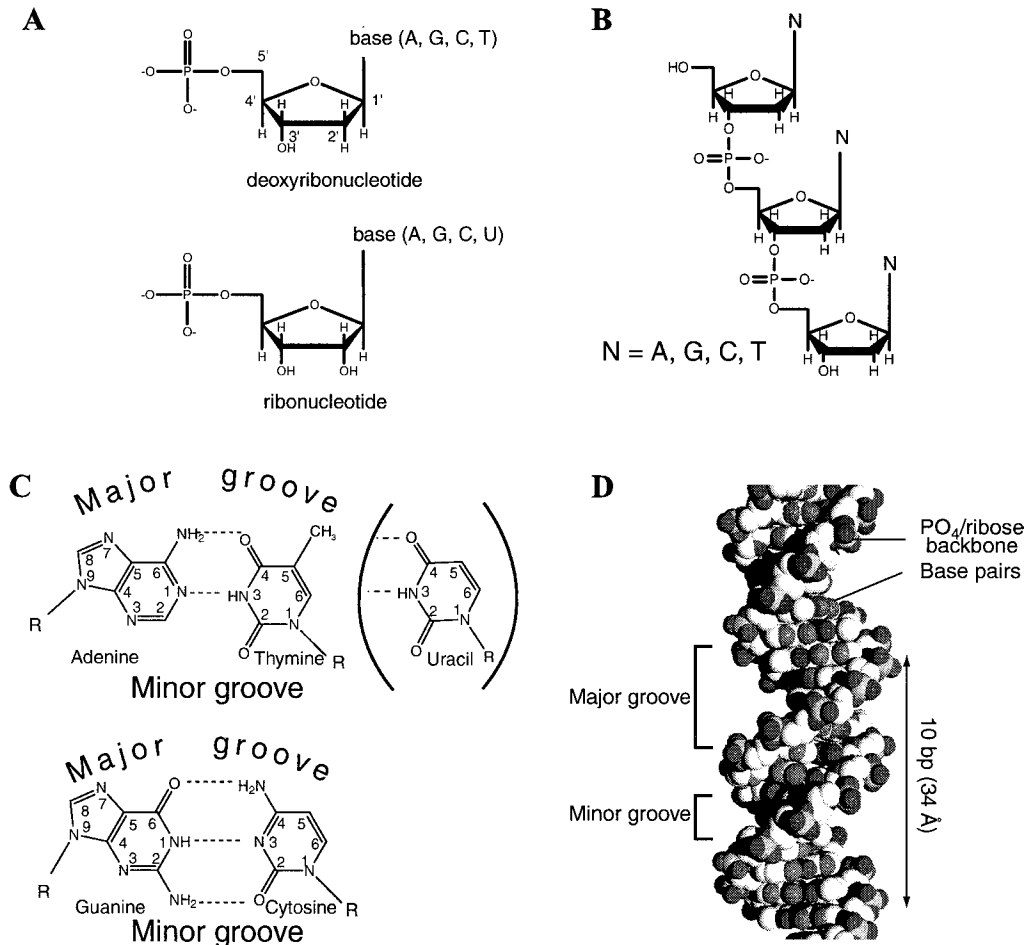 A
base (A, G, C, T)
O
-O P O
O-
5'
O
4' H H 1'
H 3' 2' H
OH H
deoxyribonucleotide
base (A, G, C, U)
O
-O P O
O-
O
H H
H H
OH OH
ribonucleotide
B
N
HO
O
H H
H H
O
O=P-O-
O
N
O
H H
H H
O
O=P-O-
O
N
O
H H
H H
OH
N = A, G, C, T
C
Major groove
NH2 O CH3
N 7 8 5 6 4 5
9 N 4 N 1 HN 3 6
N 3 2 2 1 N
R O R
Adenine Thymine
Minor groove
O
4 5
HN 3 6
2 1 N
O R
Uracil
Major groove
O H2N
N 7 8 5 6 4 5
9 N 4 1 NH N 3 6
N 3 2 2 1 N
R NH2 O R
Guanine Cytosine
Minor groove
D
PO4/ribose
backbone
Base pairs
Major groove
Minor groove
10 bp (34 Å)